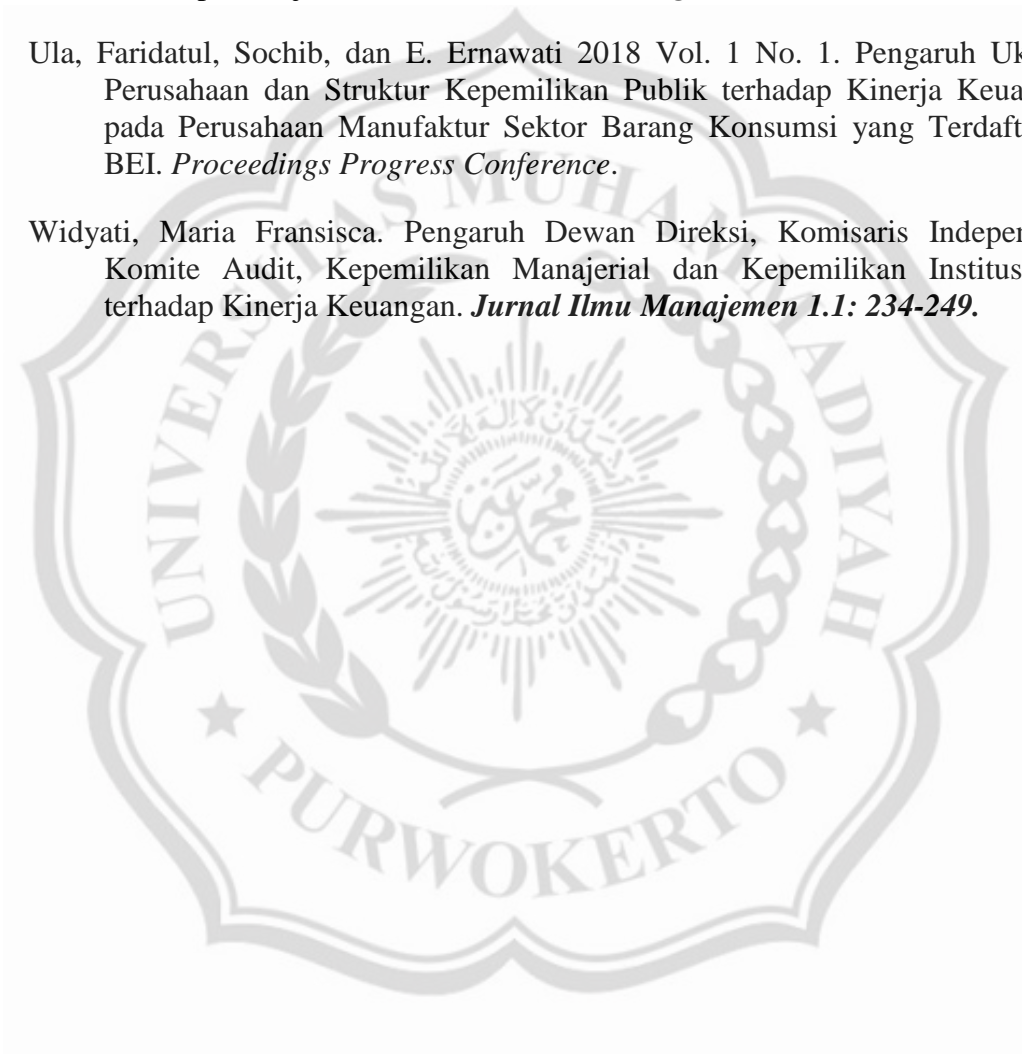 Ula, Faridatul, Sochib, dan E. Ernawati 2018 Vol. 1 No. 1. Pengaruh Uk
Perusahaan dan Struktur Kepemilikan Publik terhadap Kinerja Keua
pada Perusahaan Manufaktur Sektor Barang Konsumsi yang Terdaft
BEI. Proceedings Progress Conference.
Widyati, Maria Fransisca. Pengaruh Dewan Direksi, Komisaris Indeper
Komite Audit, Kepemilikan Manajerial dan Kepemilikan Institus
terhadap Kinerja Keuangan. Jurnal Ilmu Manajemen 1.1: 234-249.
UNIVERSITAS MUHAMMADIYAH
PURWOKERTO